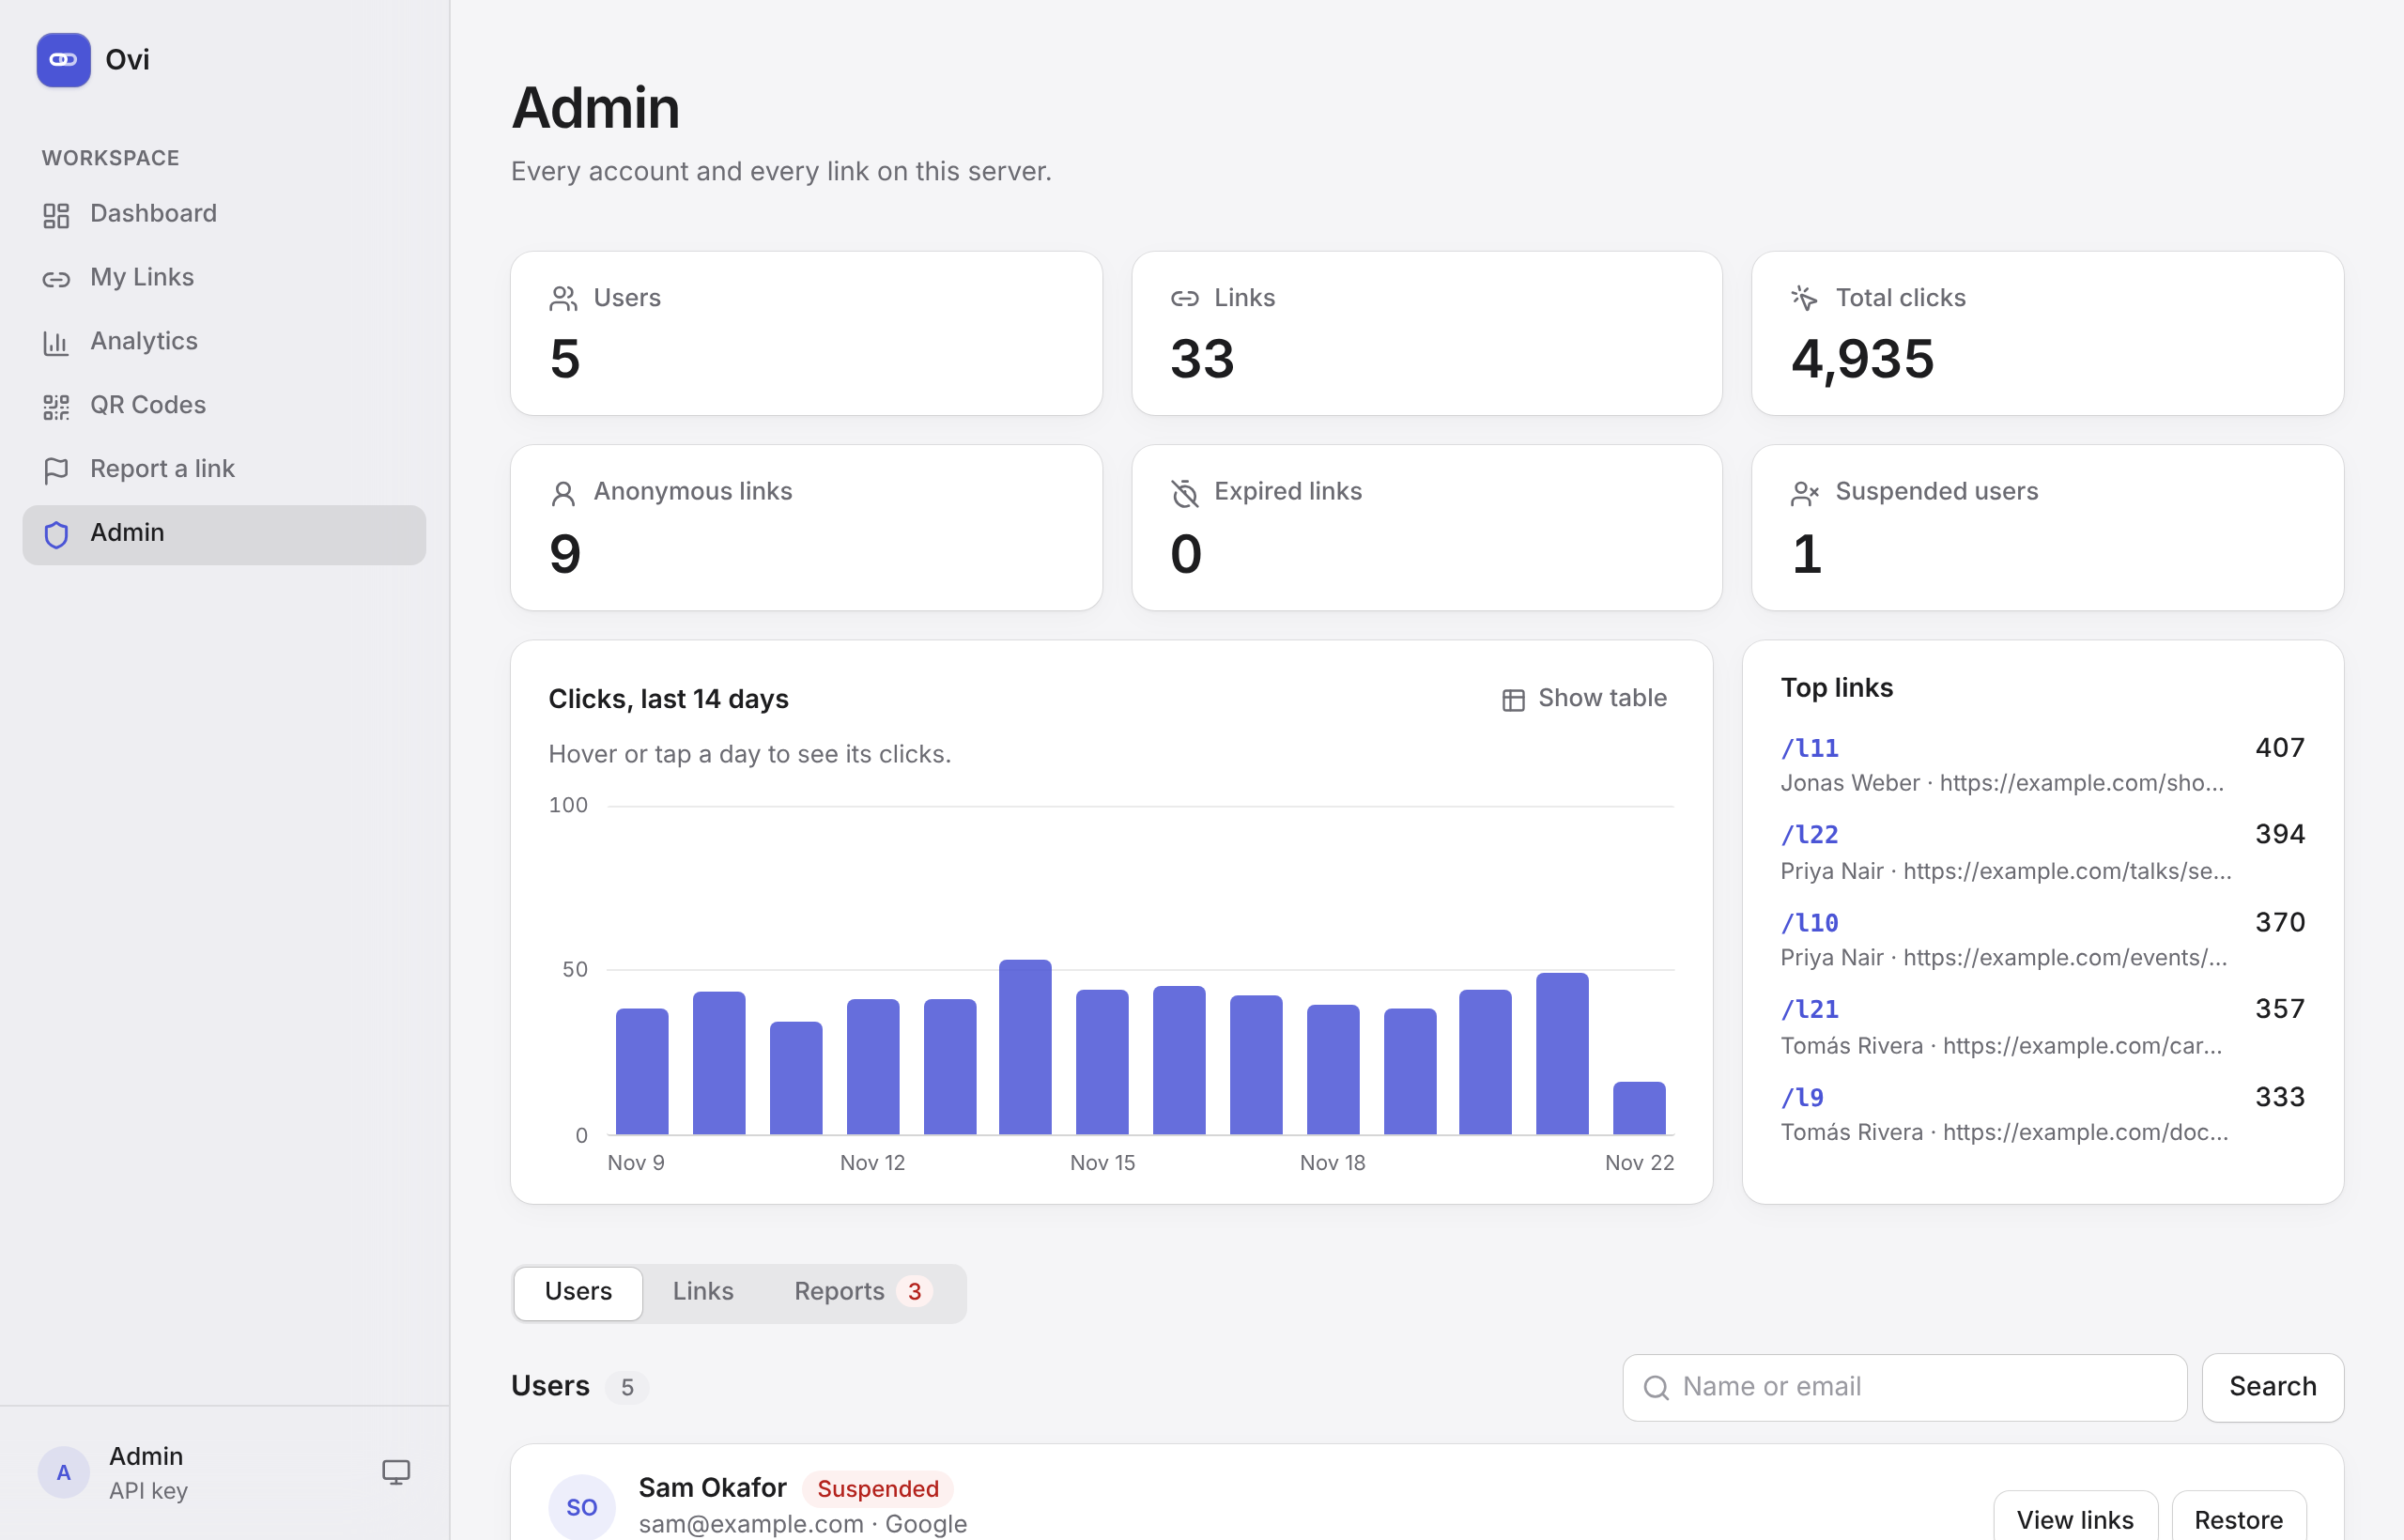 Ovi
WORKSPACE
Dashboard
My Links
Analytics
QR Codes
Report a link
Admin
Admin
API key
Admin
Every account and every link on this server.
Users
5
Links
33
Total clicks
4,935
Anonymous links
9
Expired links
0
Suspended users
1
Clicks, last 14 days
Show table
Hover or tap a day to see its clicks.
100
50
0
Nov 9
Nov 12
Nov 15
Nov 18
Nov 22
Top links
/l11 407
Jonas Weber · https://example.com/sho...
/l22 394
Priya Nair · https://example.com/talks/se...
/l10 370
Priya Nair · https://example.com/events/...
/l21 357
Tomás Rivera · https://example.com/car...
/l9 333
Tomás Rivera · https://example.com/doc...
Users Links Reports 3
Users 5
Name or email
Search
SO
Sam Okafor Suspended
sam@example.com · Google
View links
Restore
A